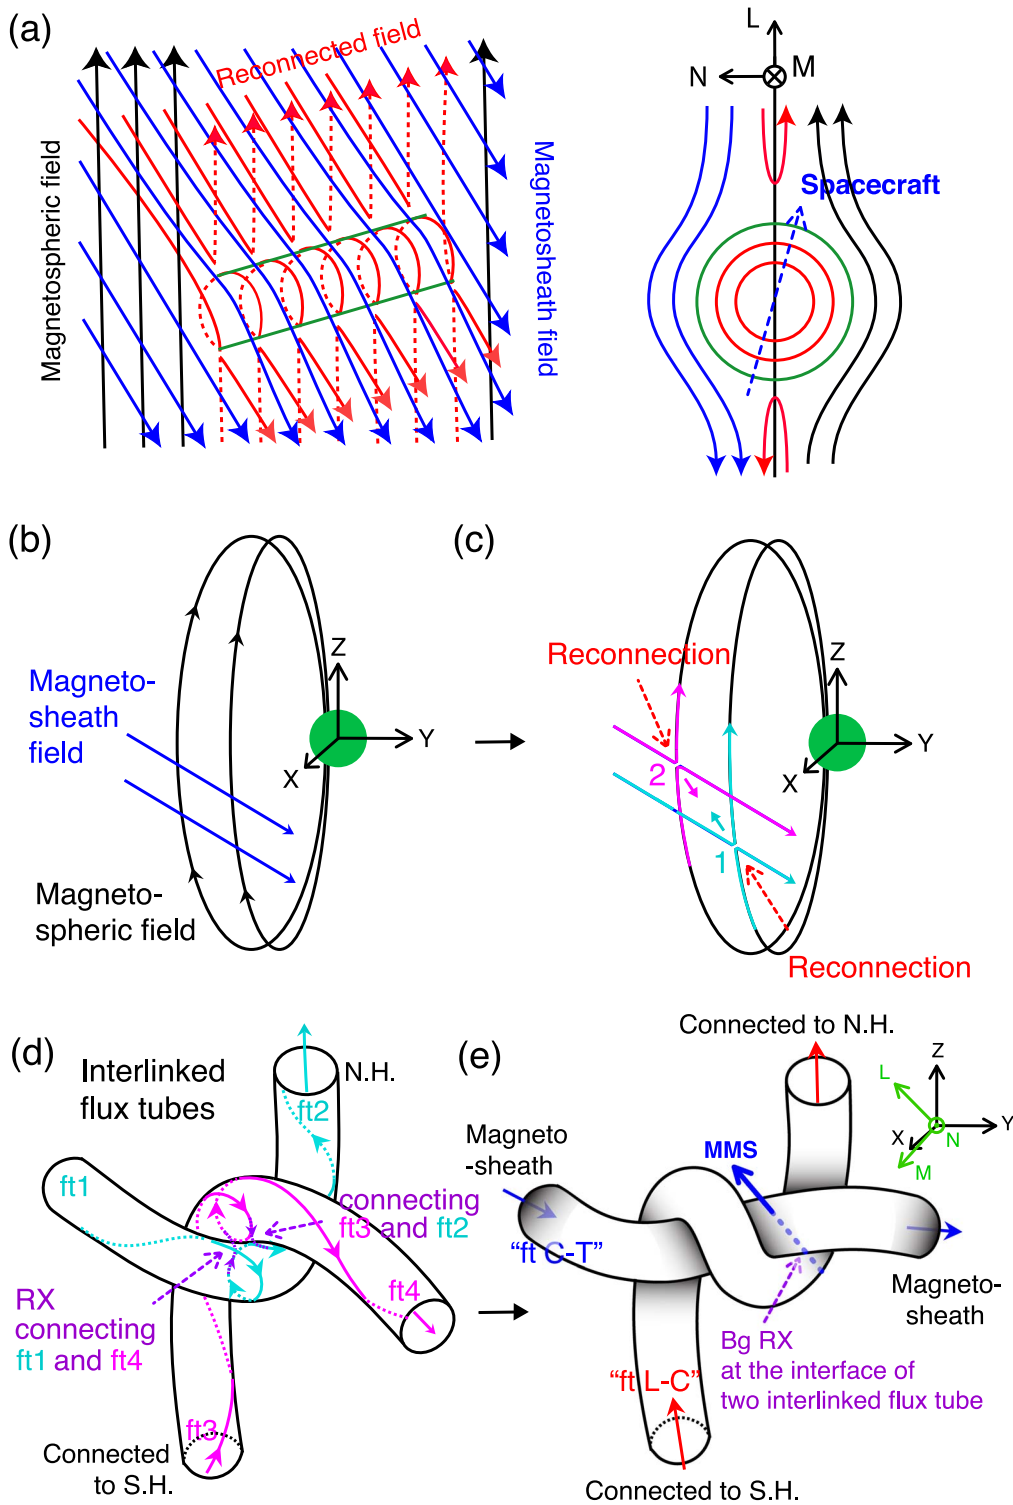 (a)
Reconnected field
Magnetospheric field
Magnetosheath field
L
N
M
Spacecraft
(b)
Magneto-
sheath
field
Z
Y
X
Magneto-
spheric field
(c)
Reconnection
Z
Y
X
2
1
Reconnection
(d)
Interlinked
flux tubes
N.H.
ft2
ft1
connecting
ft3 and ft2
RX
connecting
ft1 and ft4
ft4
ft3
Connected
to S.H.
(e)
Connected to N.H.
Z
L
Y
X
N
M
Magneto
-sheath
MMS
“ft C-T”
Magneto-
sheath
Bg RX
at the interface of
two interlinked flux tube
“ft L-C”
Connected to S.H.